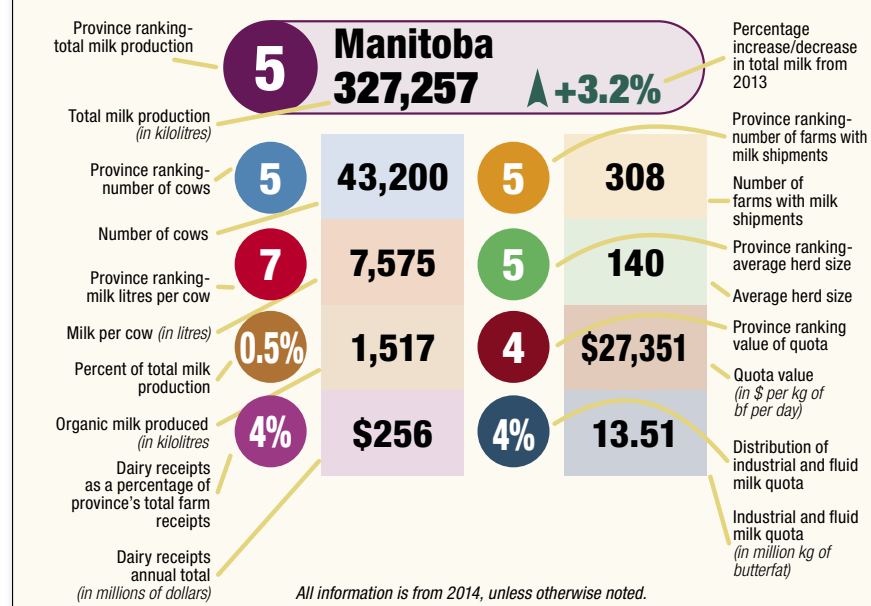 Province ranking-
total milk production
5
Manitoba
327,257
+3.2%
Percentage
increase/decrease
in total milk from
2013
Total milk production
(in kilolitres)
Province ranking-
number of cows
5
43,200
Number of cows
7
7,575
Province ranking-
milk litres per cow
Milk per cow (in litres)
0.5%
1,517
Percent of total milk
production
Organic milk produced
(in kilolitres
4%
$256
Dairy receipts
as a percentage of
province's total farm
receipts
Dairy receipts
annual total
(in millions of dollars)
Province ranking-
number of farms with
milk shipments
5
308
Number of
farms with milk
shipments
5
140
Province ranking-
average herd size
Average herd size
4
$27,351
Province ranking
value of quota
Quota value
(in $ per kg of
bf per day)
4%
13.51
Distribution of
industrial and fluid
milk quota
Industrial and fluid
milk quota
(in million kg of
butterfat)
All information is from 2014, unless otherwise noted.